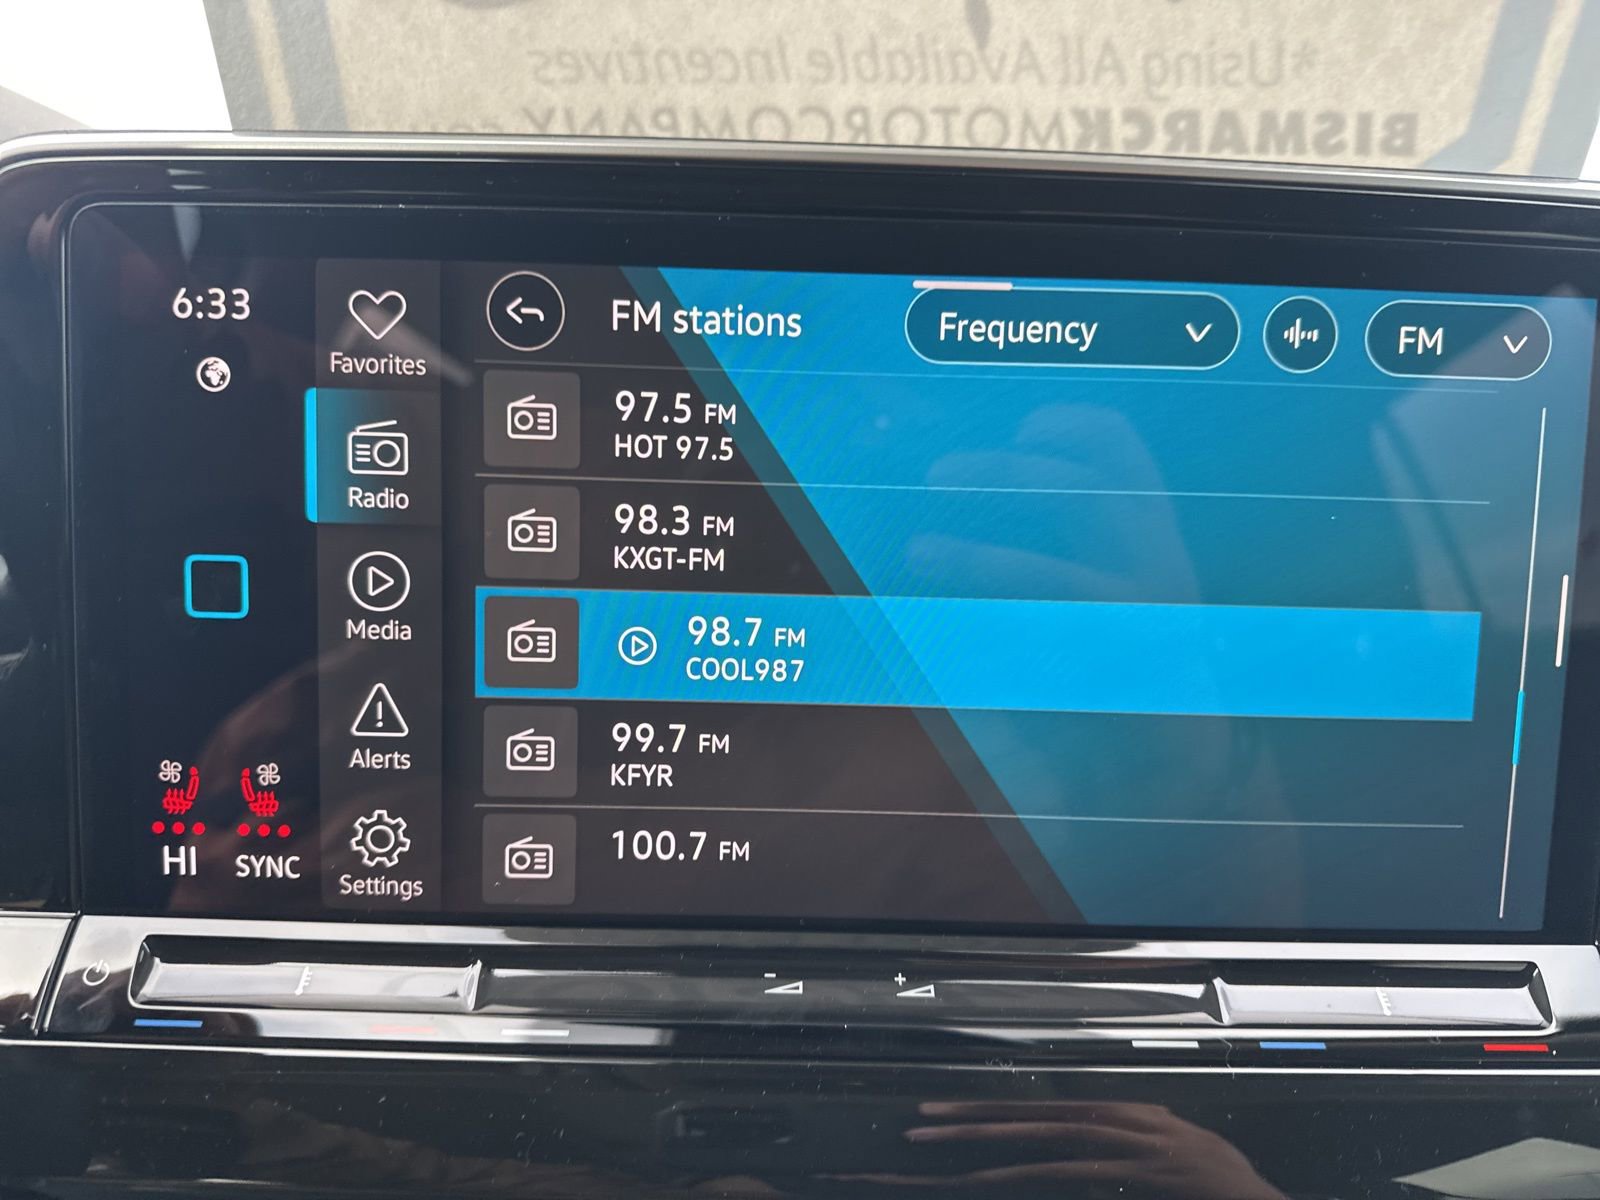 *Using All Available Incentives
BISMARCKMOTORCOMPANY
6:33
Favorites
Radio
Media
Alerts
Settings
HI
SYNC
FM stations
Frequency
FM
97.5 FM
HOT 97.5
98.3 FM
KXGT-FM
98.7 FM
COOL987
99.7 FM
KFYR
100.7 FM